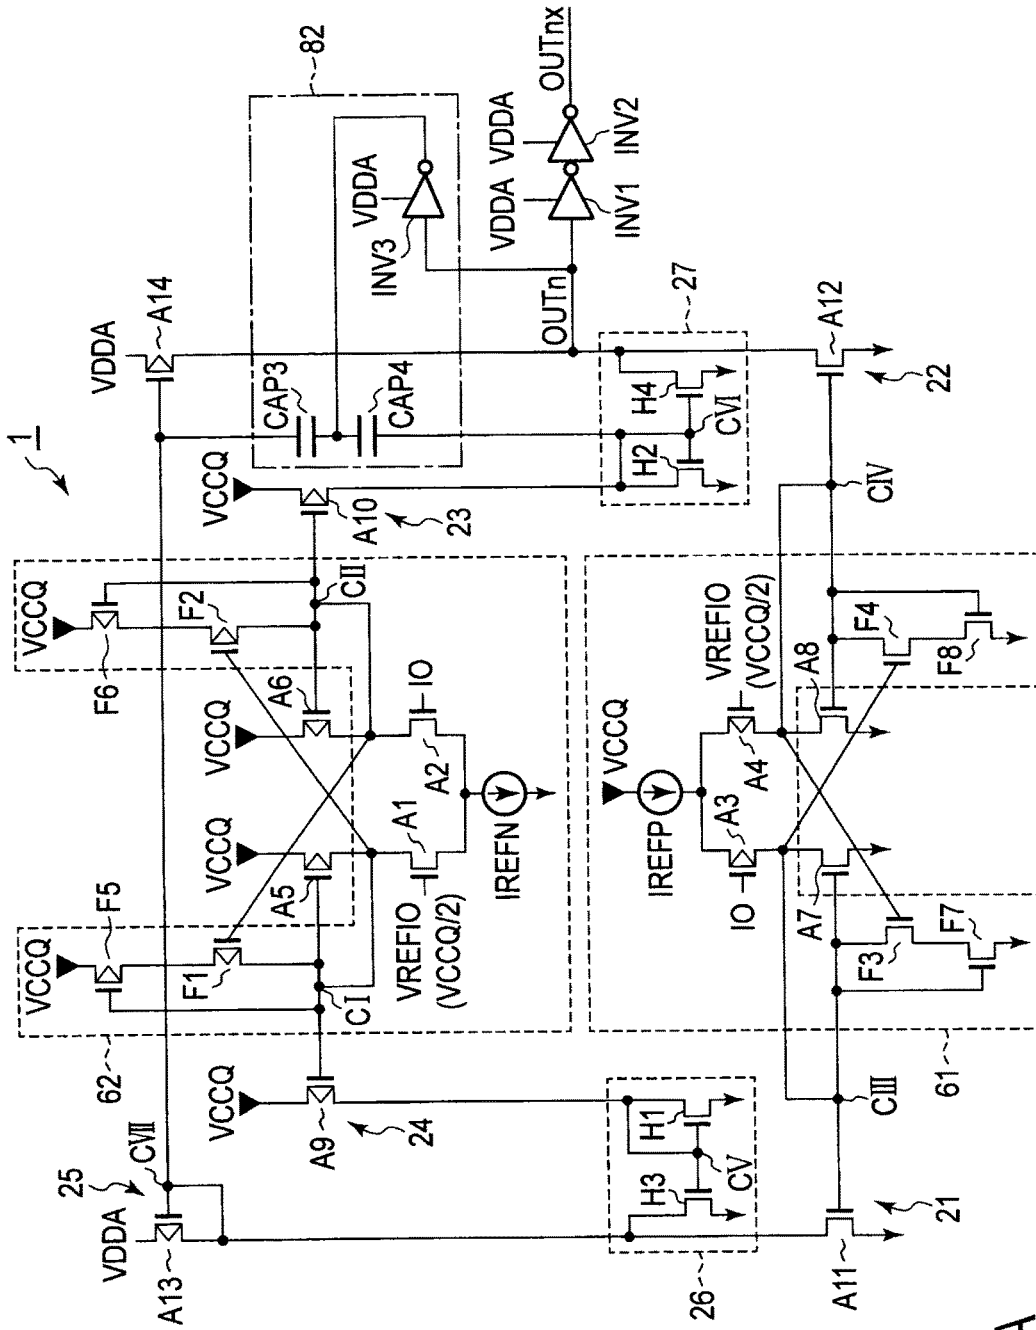 1
25
CVII
VDDA
A13
VCCQ
A9
24
62
VCCQ
F5
F1
CI
VCCQ
A5
VREFIO
(VCCQ/2)
A1
IREFN
VCCQ
A6
A2
IO
VCCQ
F6
F2
CII
VCCQ
A10
23
VDDA
A14
82
CAP3
CAP4
VDDA
INV3
OUTn
VDDA
INV1
VDDA
INV2
OUTnx
26
H3
H1
CV
27
H2
H4
CVI
21
A11
CIII
61
IO
A3
IREFP
VCCQ
A4
VREFIO
(VCCQ/2)
A7
A8
F3
F7
F4
F8
CIV
A12
22